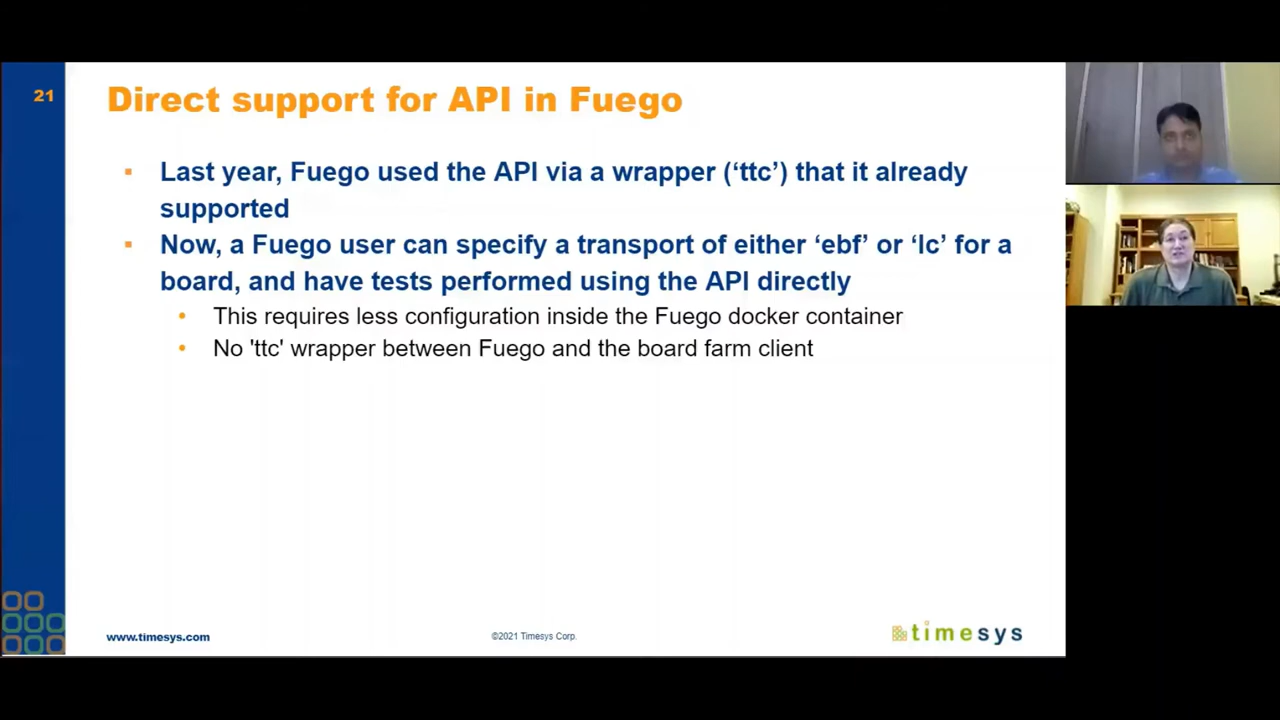 21
Direct support for API in Fuego
▪ Last year, Fuego used the API via a wrapper (‘ttc’) that it already
supported
▪ Now, a Fuego user can specify a transport of either ‘ebf’ or ‘lc’ for a
board, and have tests performed using the API directly
• This requires less configuration inside the Fuego docker container
• No 'ttc' wrapper between Fuego and the board farm client
www.timesys.com
©2021 Timesys Corp.
timesys